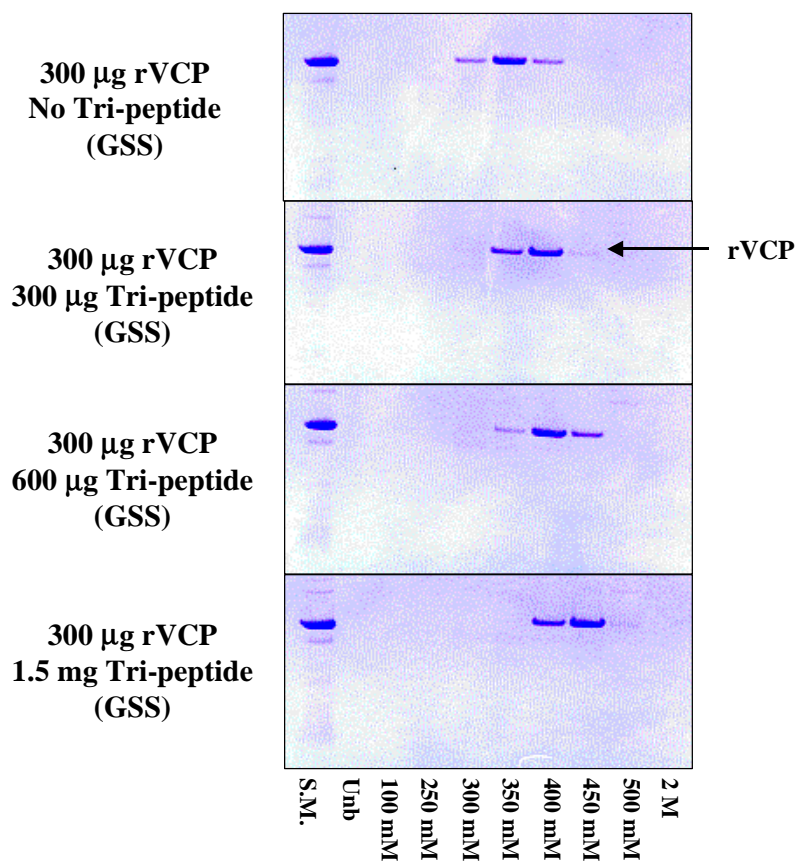 300 μg rVCP
No Tri-peptide
(GSS)
300 μg rVCP
300 μg Tri-peptide
(GSS)
rVCP
300 μg rVCP
600 μg Tri-peptide
(GSS)
300 μg rVCP
1.5 mg Tri-peptide
(GSS)
S.M.
Unb
100 mM
250 mM
300 mM
350 mM
400 mM
450 mM
500 mM
2 M